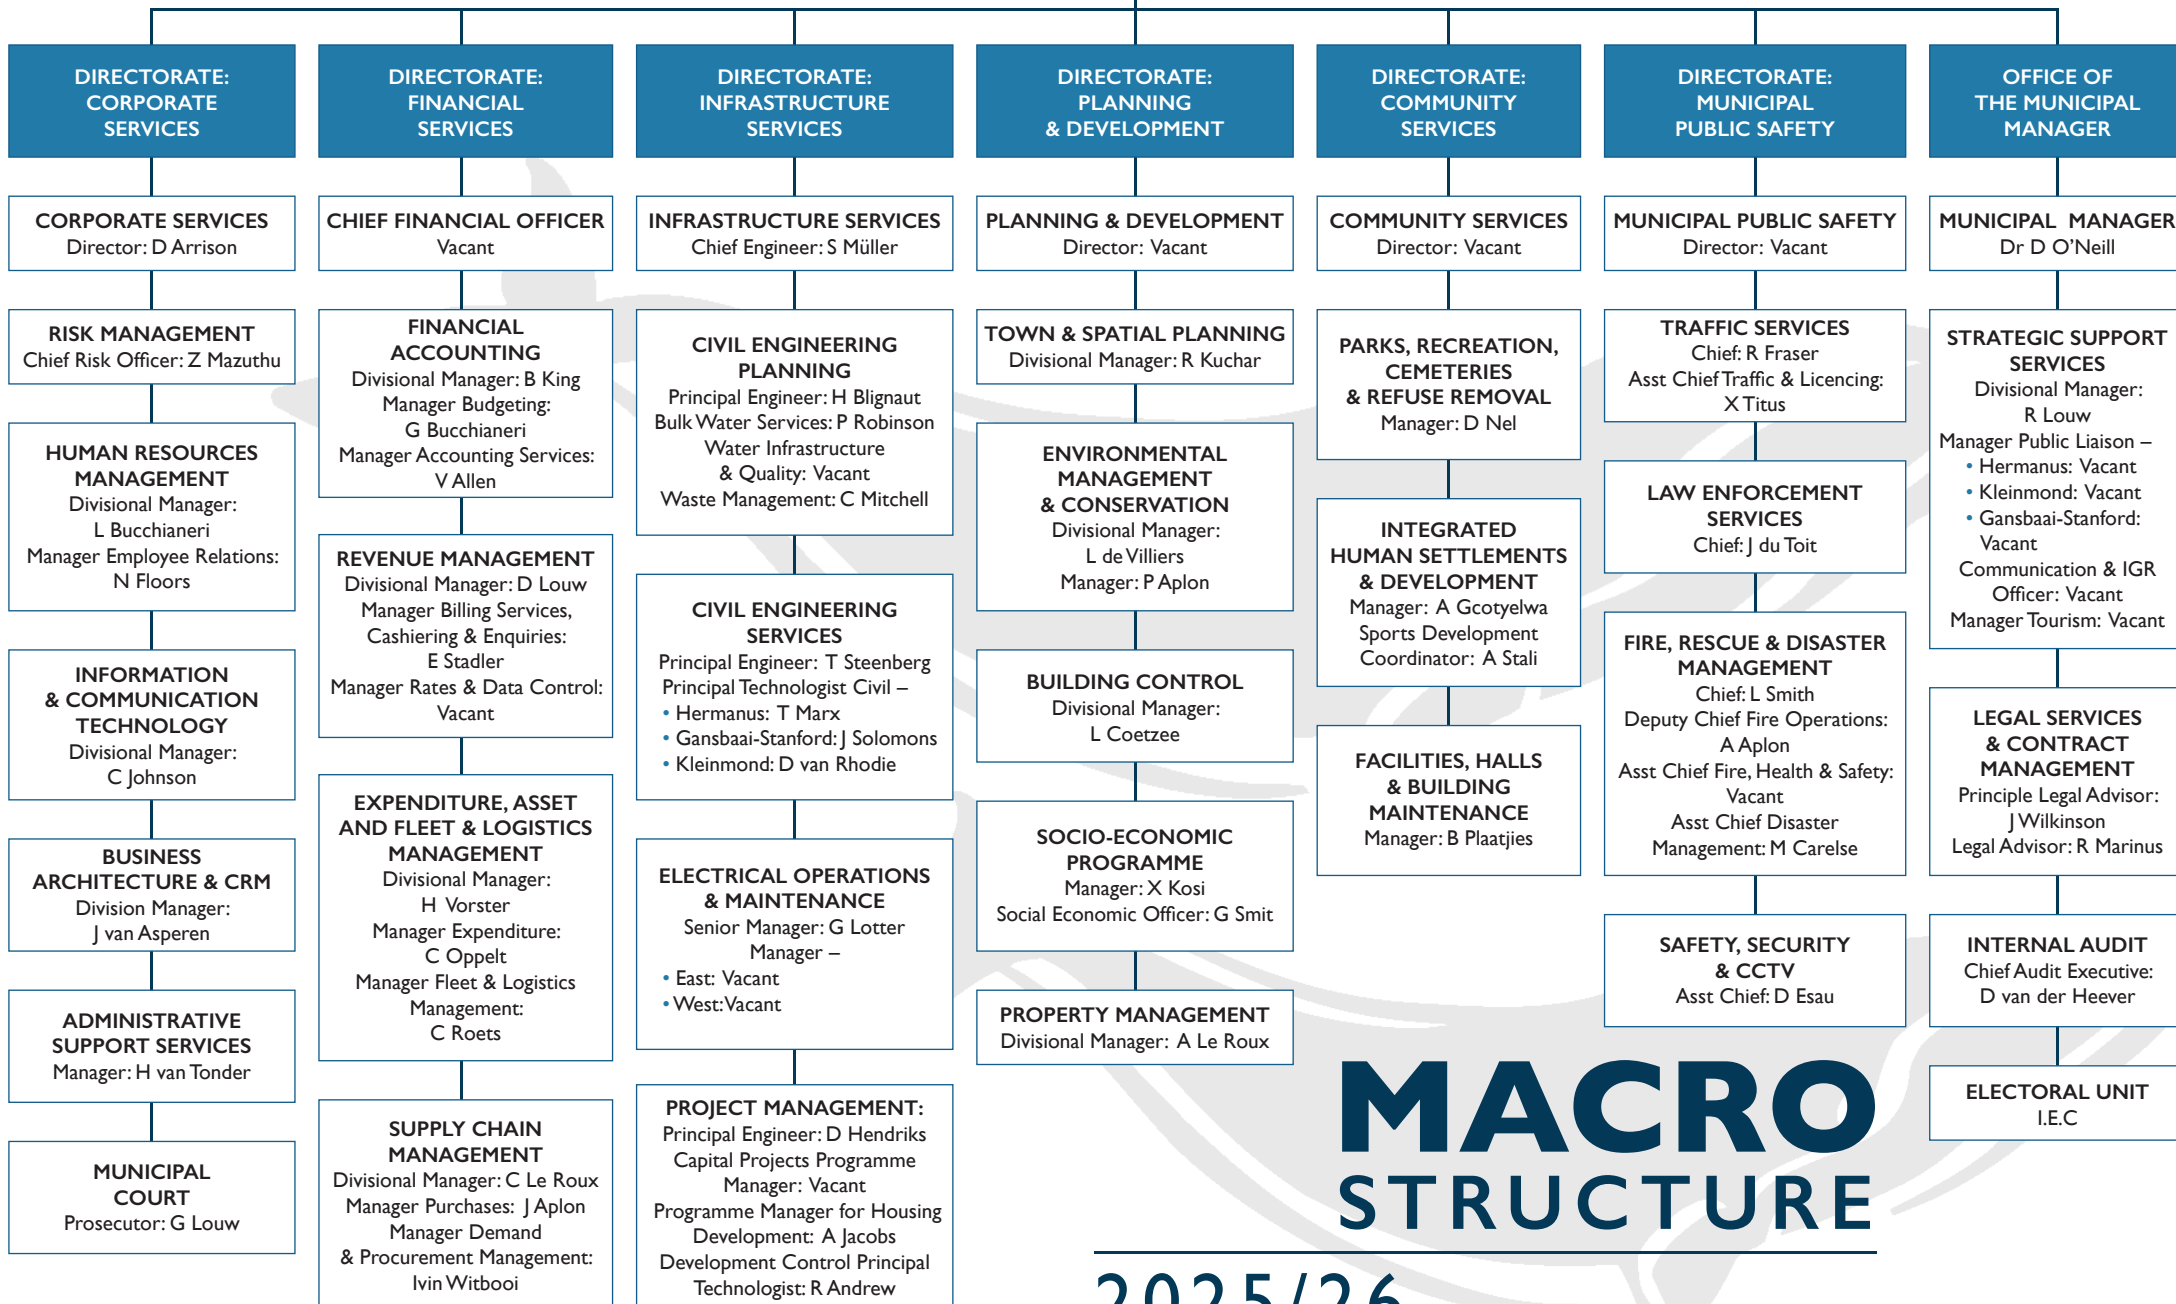 DIRECTORATE:
CORPORATE
SERVICES
CORPORATE SERVICES
Director: D Arrison
RISK MANAGEMENT
Chief Risk Officer: Z Mazuthu
HUMAN RESOURCES
MANAGEMENT
Divisional Manager:
L Bucchianeri
Manager Employee Relations:
N Floors
INFORMATION
& COMMUNICATION
TECHNOLOGY
Divisional Manager:
C Johnson
BUSINESS
ARCHITECTURE & CRM
Division Manager:
J van Asperen
ADMINISTRATIVE
SUPPORT SERVICES
Manager: H van Tonder
MUNICIPAL
COURT
Prosecutor: G Louw
DIRECTORATE:
FINANCIAL
SERVICES
CHIEF FINANCIAL OFFICER
Vacant
FINANCIAL
ACCOUNTING
Divisional Manager: B King
Manager Budgeting:
G Bucchianeri
Manager Accounting Services:
V Allen
REVENUE MANAGEMENT
Divisional Manager: D Louw
Manager Billing Services,
Cashiering & Enquiries:
E Stadler
Manager Rates & Data Control:
Vacant
EXPENDITURE, ASSET
AND FLEET & LOGISTICS
MANAGEMENT
Divisional Manager:
H Vorster
Manager Expenditure:
C Oppelt
Manager Fleet & Logistics
Management:
C Roets
SUPPLY CHAIN
MANAGEMENT
Divisional Manager: C Le Roux
Manager Purchases: J Aplon
Manager Demand
& Procurement Management:
Ivin Witbooi
DIRECTORATE:
INFRASTRUCTURE
SERVICES
INFRASTRUCTURE SERVICES
Chief Engineer: S Müller
CIVIL ENGINEERING
PLANNING
Principal Engineer: H Blignaut
Bulk Water Services: P Robinson
Water Infrastructure
& Quality: Vacant
Waste Management: C Mitchell
CIVIL ENGINEERING
SERVICES
Principal Engineer: T Steenberg
Principal Technologist Civil –
• Hermanus: T Marx
• Gansbaai-Stanford: J Solomons
• Kleinmond: D van Rhodie
ELECTRICAL OPERATIONS
& MAINTENANCE
Senior Manager: G Lotter
Manager –
• East: Vacant
• West: Vacant
PROJECT MANAGEMENT:
Principal Engineer: D Hendriks
Capital Projects Programme
Manager: Vacant
Programme Manager for Housing
Development: A Jacobs
Development Control Principal
Technologist: R Andrew
DIRECTORATE:
PLANNING
& DEVELOPMENT
PLANNING & DEVELOPMENT
Director: Vacant
TOWN & SPATIAL PLANNING
Divisional Manager: R Kuchar
ENVIRONMENTAL
MANAGEMENT
& CONSERVATION
Divisional Manager:
L de Villiers
Manager: P Aplon
BUILDING CONTROL
Divisional Manager:
L Coetzee
SOCIO-ECONOMIC
PROGRAMME
Manager: X Kosi
Social Economic Officer: G Smit
PROPERTY MANAGEMENT
Divisional Manager: A Le Roux
DIRECTORATE:
COMMUNITY
SERVICES
COMMUNITY SERVICES
Director: Vacant
PARKS, RECREATION,
CEMETERIES
& REFUSE REMOVAL
Manager: D Nel
INTEGRATED
HUMAN SETTLEMENTS
& DEVELOPMENT
Manager: A Gcotyelwa
Sports Development
Coordinator: A Stali
FACILITIES, HALLS
& BUILDING
MAINTENANCE
Manager: B Plaatjies
DIRECTORATE:
MUNICIPAL
PUBLIC SAFETY
MUNICIPAL PUBLIC SAFETY
Director: Vacant
TRAFFIC SERVICES
Chief: R Fraser
Asst Chief Traffic & Licencing:
X Titus
LAW ENFORCEMENT
SERVICES
Chief: J du Toit
FIRE, RESCUE & DISASTER
MANAGEMENT
Chief: L Smith
Deputy Chief Fire Operations:
A Aplon
Asst Chief Fire, Health & Safety:
Vacant
Asst Chief Disaster
Management: M Carelse
SAFETY, SECURITY
& CCTV
Asst Chief: D Esau
OFFICE OF
THE MUNICIPAL
MANAGER
MUNICIPAL MANAGER
Dr D O’Neill
STRATEGIC SUPPORT
SERVICES
Divisional Manager:
R Louw
Manager Public Liaison –
• Hermanus: Vacant
• Kleinmond: Vacant
• Gansbaai-Stanford:
Vacant
Communication & IGR
Officer: Vacant
Manager Tourism: Vacant
LEGAL SERVICES
& CONTRACT
MANAGEMENT
Principle Legal Advisor:
J Wilkinson
Legal Advisor: R Marinus
INTERNAL AUDIT
Chief Audit Executive:
D van der Heever
ELECTORAL UNIT
I.E.C
MACRO
STRUCTURE
2025/26